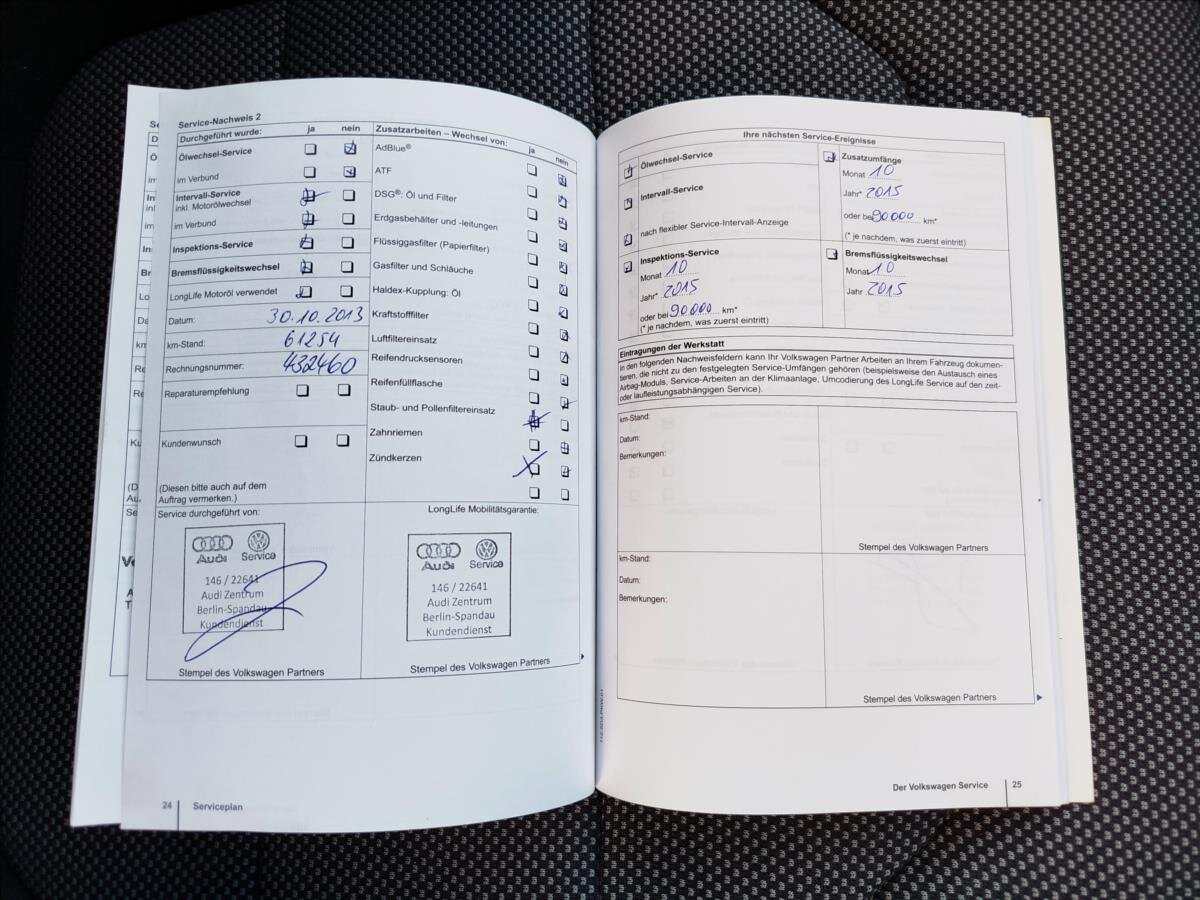 Service-Nachweis 2
Durchgeführt wurde: ja nein
Ölwechsel-Service
im Verbund
Intervall-Service
inkl. Motorölwechsel
im Verbund
Inspektions-Service
Bremsflüssigkeitswechsel
LongLife Motoröl verwendet
Datum: 30.10.2013
km-Stand: 61254
Rechnungsnummer: 432460
Reparaturempfehlung
Kundenwunsch
(Diesen bitte auch auf dem
Auftrag vermerken.)
Zusatzarbeiten – Wechsel von: ja nein
AdBlue®
ATF
DSG®: Öl und Filter
Erdgasbehälter und -leitungen
Flüssiggasfilter (Papierfilter)
Gasfilter und Schläuche
Haldex-Kupplung: Öl
Kraftstofffilter
Luftfiltereinsatz
Reifendrucksensoren
Reifenfüllflasche
Staub- und Pollenfiltereinsatz
Zahnriemen
Zündkerzen
Service durchgeführt von:
Audi Service
146 / 22641
Audi Zentrum
Berlin-Spandau
Kundendienst
Stempel des Volkswagen Partners
LongLife Mobilitätsgarantie:
Audi Service
146 / 22641
Audi Zentrum
Berlin-Spandau
Kundendienst
Stempel des Volkswagen Partners
24 Serviceplan
Ihre nächsten Service-Ereignisse
Ölwechsel-Service
Intervall-Service
nach flexibler Service-Intervall-Anzeige
Inspektions-Service
Monat 10
Jahr* 2015
oder bei 90000 km*
(* je nachdem, was zuerst eintritt)
Zusatzumfänge
Monat 10
Jahr* 2015
oder bei 90000 km*
(* je nachdem, was zuerst eintritt)
Bremsflüssigkeitswechsel
Monat 10
Jahr 2015
Eintragungen der Werkstatt
In den folgenden Nachweisfeldern kann Ihr Volkswagen Partner Arbeiten an Ihrem Fahrzeug dokumen-
tieren, die nicht zu den festgelegten Service-Umfängen gehören (beispielsweise den Austausch eines
Airbag-Moduls, Service-Arbeiten an der Klimaanlage, Umcodierung des LongLife Service auf den zeit-
oder laufleistungsabhängigen Service).
km-Stand:
Datum:
Bemerkungen:
Stempel des Volkswagen Partners
km-Stand:
Datum:
Bemerkungen:
Stempel des Volkswagen Partners
Der Volkswagen Service 25